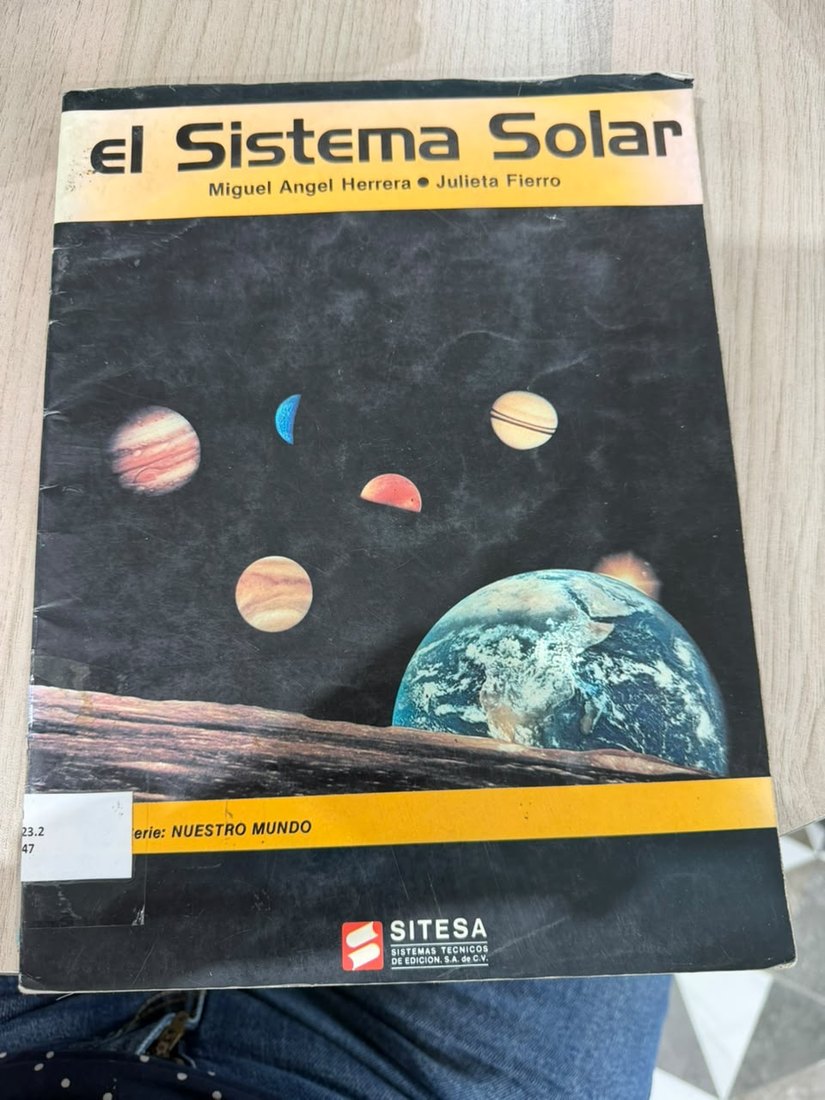 el Sistema Solar
Miguel Angel Herrera ● Julieta Fierro
23.2
47
erie: NUESTRO MUNDO
SITESA
SISTEMAS TECNICOS
DE EDICION, S.A. de C.V.